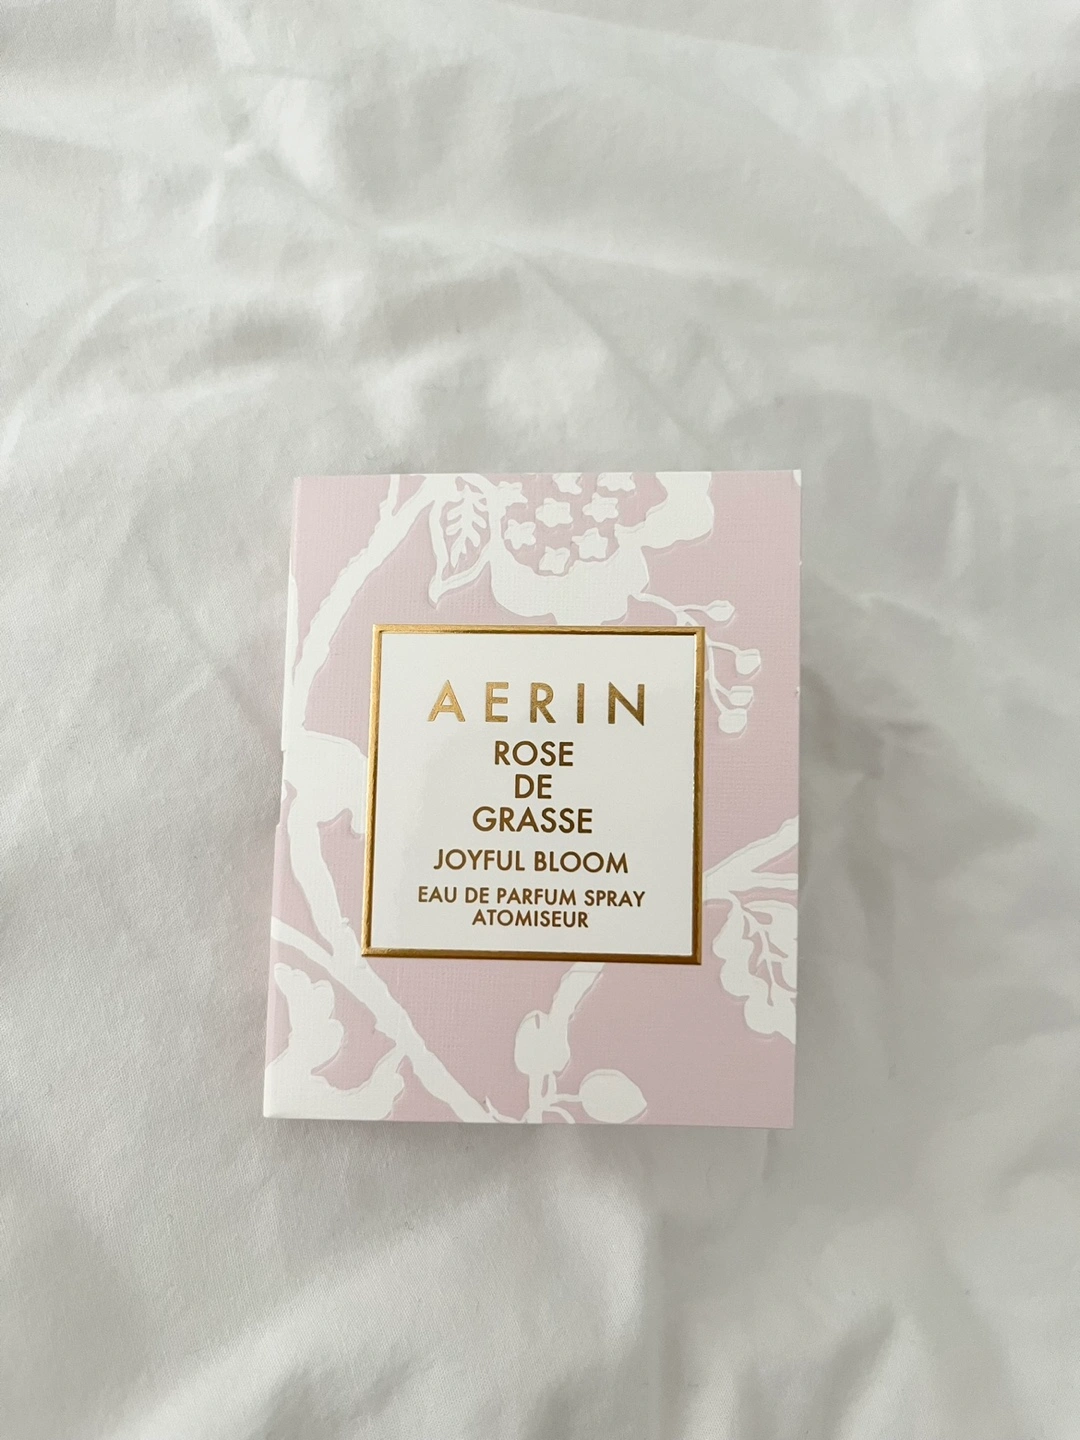 AERIN
ROSE
DE
GRASSE
JOYFUL BLOOM
EAU DE PARFUM SPRAY
ATOMISEUR